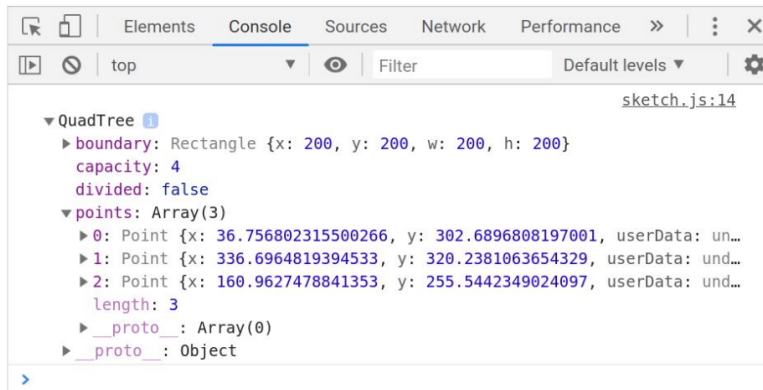 Elements Console Sources Network Performance »
top Filter Default levels
sketch.js:14
QuadTree i
boundary: Rectangle {x: 200, y: 200, w: 200, h: 200}
capacity: 4
divided: false
points: Array(3)
0: Point {x: 36.756802315500266, y: 302.6896808197001, userData: un…
1: Point {x: 336.6964819394533, y: 320.2381063654329, userData: und…
2: Point {x: 160.9627478841353, y: 255.5442349024097, userData: und…
length: 3
__proto__: Array(0)
__proto__: Object
>